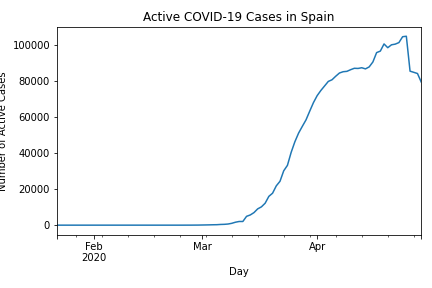 Active COVID-19 Cases in Spain
Number of Active Cases
100000
80000
60000
40000
20000
0
Feb
2020
Mar
Apr
Day